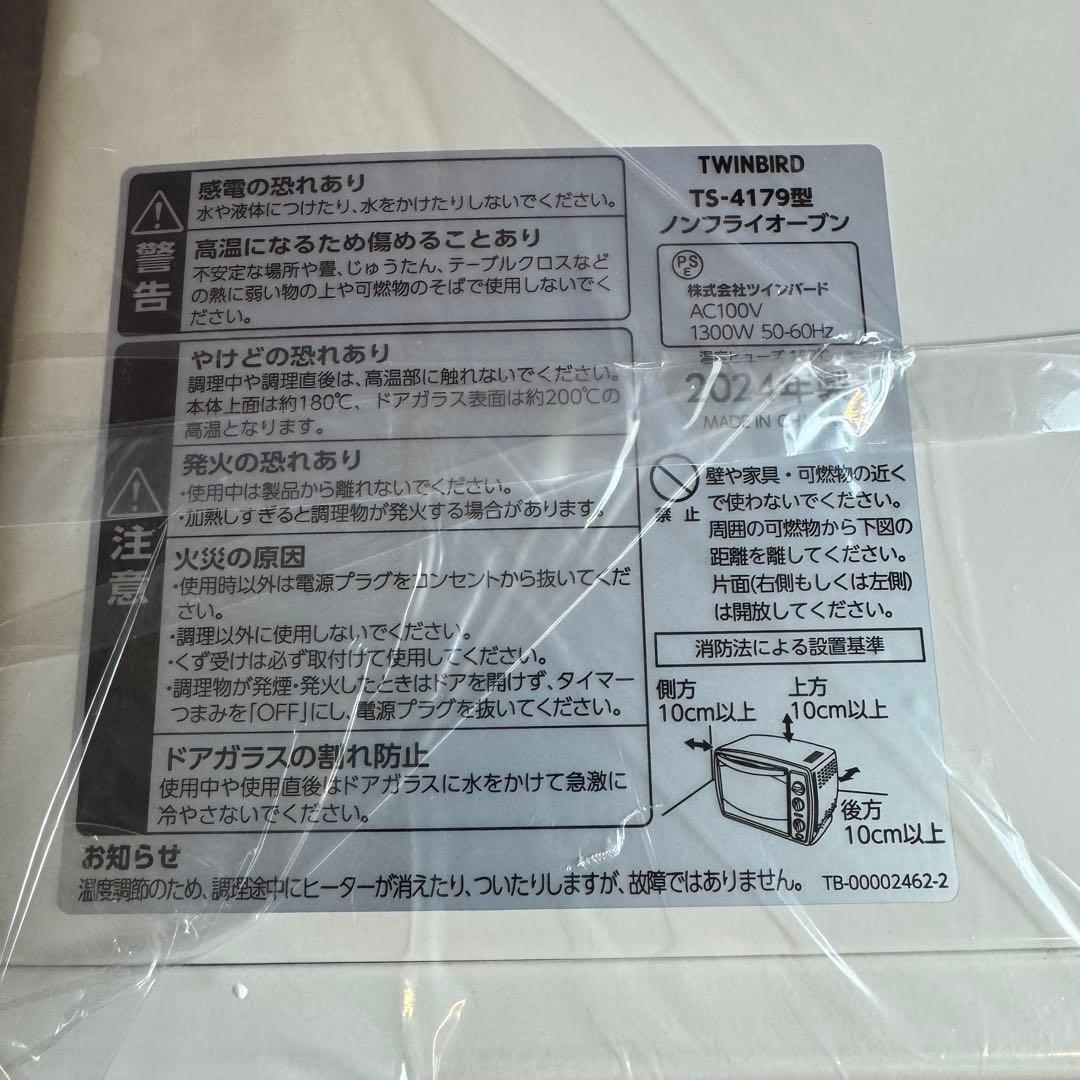 警告
感電の恐れあり
水や液体につけたり、水をかけたりしないでください。
高温になるため傷めることあり
不安定な場所や畳、じゅうたん、テーブルクロスなど
の熱に弱い物の上や可燃物のそばで使用しないでく
ださい。
注意
やけどの恐れあり
調理中や調理直後は、高温部に触れないでください。
本体上面は約180℃、ドアガラス表面は約200℃の
高温となります。
発火の恐れあり
・使用中は製品から離れないでください。
・加熱しすぎると調理物が発火する場合があります。
火災の原因
・使用時以外は電源プラグをコンセントから抜いてくだ
さい。
・調理以外に使用しないでください。
・くず受けは必ず取付けて使用してください。
・調理物が発煙・発火したときはドアを開けず、タイマー
つまみを「OFF」にし、電源プラグを抜いてください。
ドアガラスの割れ防止
使用中や使用直後はドアガラスに水をかけて急激に
冷やさないでください。
お知らせ
温度調節のため、調理途中にヒーターが消えたり、ついたりしますが、故障ではありません。
TWINBIRD
TS-4179型
ノンフライオーブン
PS
E
株式会社ツインバード
AC100V
1300W 50-60Hz
温度ヒューズ
2024年製
MADE IN
禁止
壁や家具・可燃物の近く
で使わないでください。
周囲の可燃物から下図の
距離を離してください。
片面(右側もしくは左側)
は開放してください。
消防法による設置基準
側方
10cm以上
上方
10cm以上
後方
10cm以上
TB-00002462-2